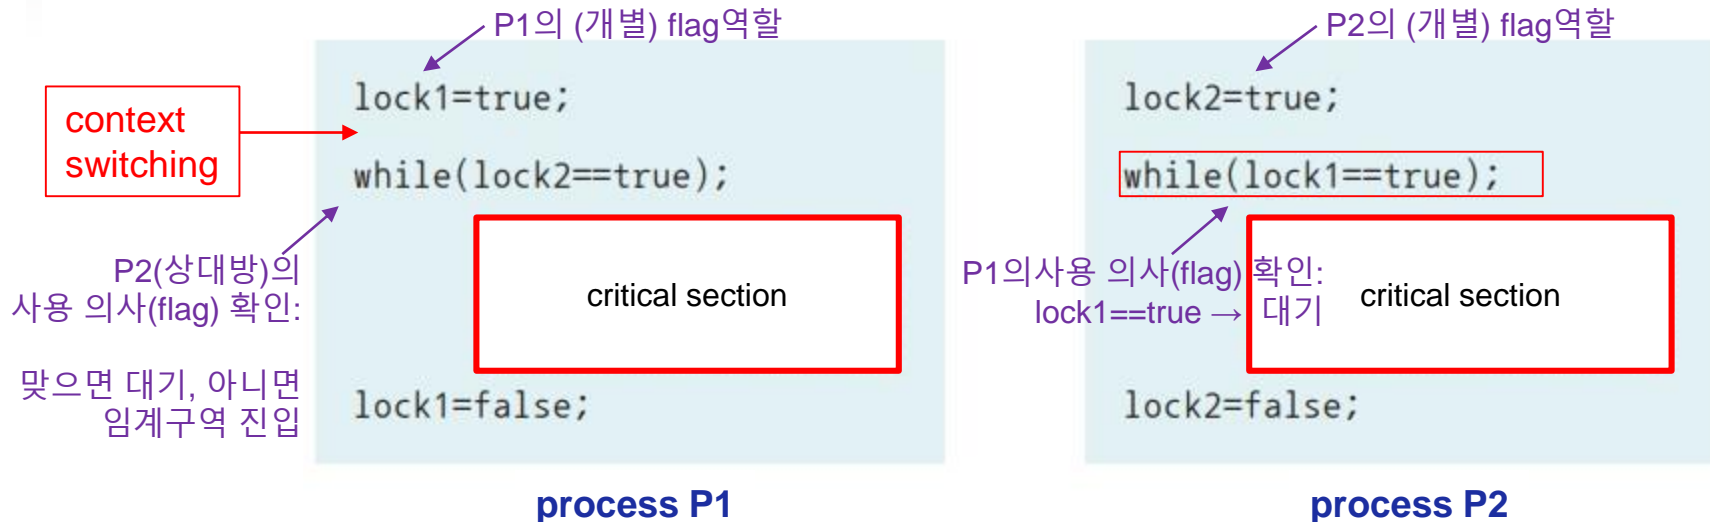 P1의 (개별) flag역할
lock1=true;
context
switching
while(lock2==true);
P2(상대방)의
사용 의사(flag) 확인:
맞으면 대기, 아니면
임계구역 진입
critical section
lock1=false;
process P1
P2의 (개별) flag역할
lock2=true;
while(lock1==true);
P1의사용 의사(flag) 확인:
lock1==true → 대기
critical section
lock2=false;
process P2